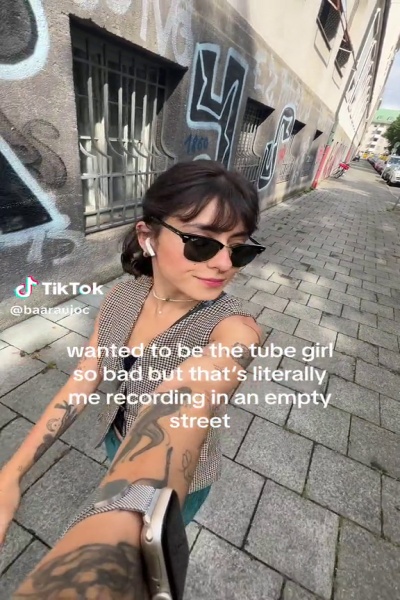 TikTok
@baaraujoc
wanted to be the tube girl
so bad but that's literally
me recording in an empty
street